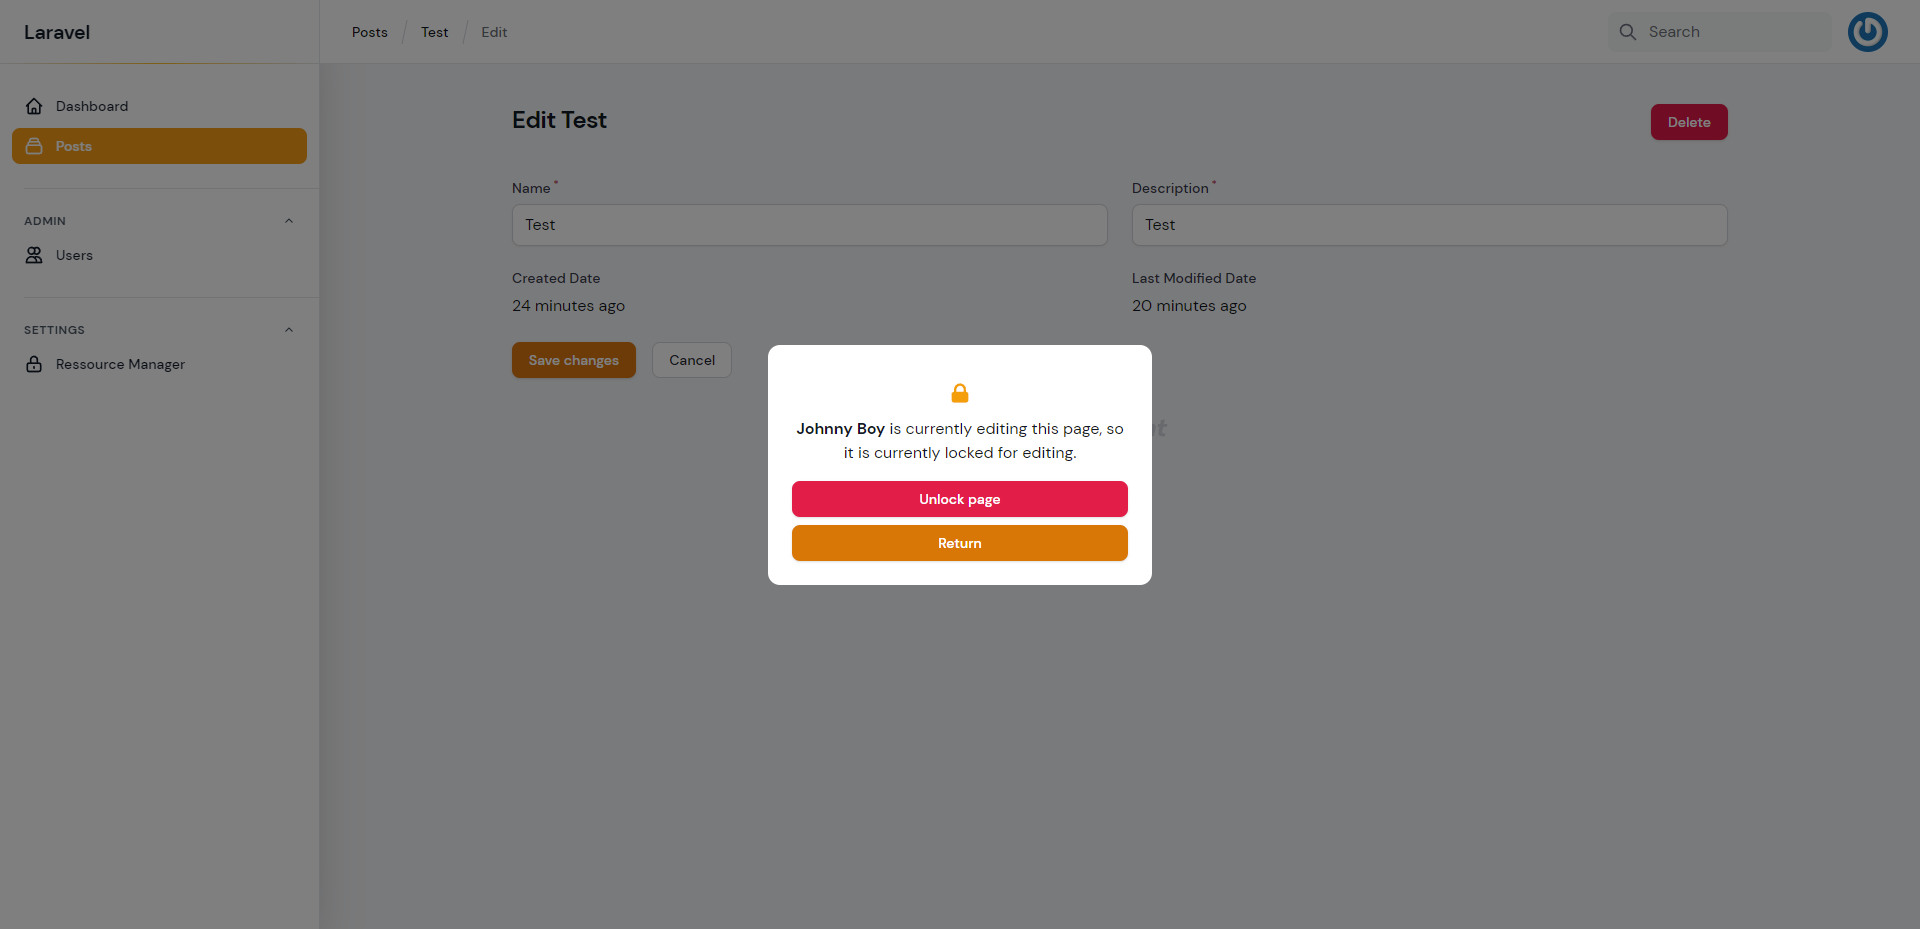 Laravel
Posts / Test / Edit
Search
Dashboard
Posts
ADMIN
Users
SETTINGS
Ressource Manager
Edit Test
Delete
Name*
Description*
Test
Test
Created Date
Last Modified Date
24 minutes ago
20 minutes ago
Save changes
Cancel
Johnny Boy is currently editing this page, so
it is currently locked for editing.
Unlock page
Return